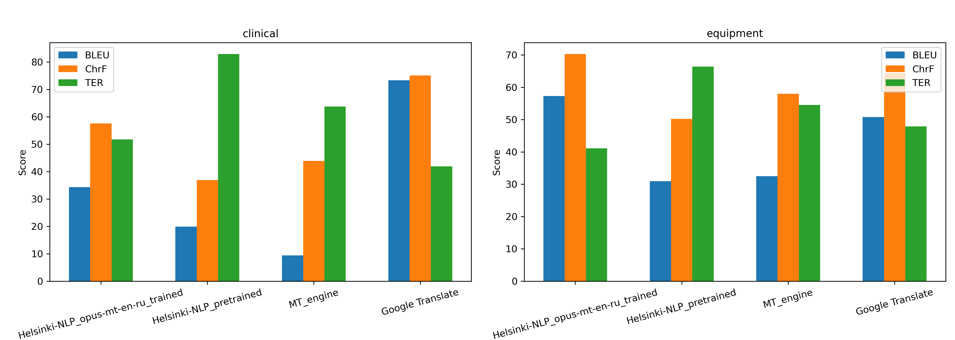 clinical
Score
80
70
60
50
40
30
20
10
0
BLEU
ChrF
TER
Helsinki-NLP_opus-mt-en-ru_trained
Helsinki-NLP_pretrained
MT_engine
Google Translate
equipment
Score
70
60
50
40
30
20
10
0
BLEU
ChrF
TER
Helsinki-NLP_opus-mt-en-ru_trained
Helsinki-NLP_pretrained
MT_engine
Google Translate